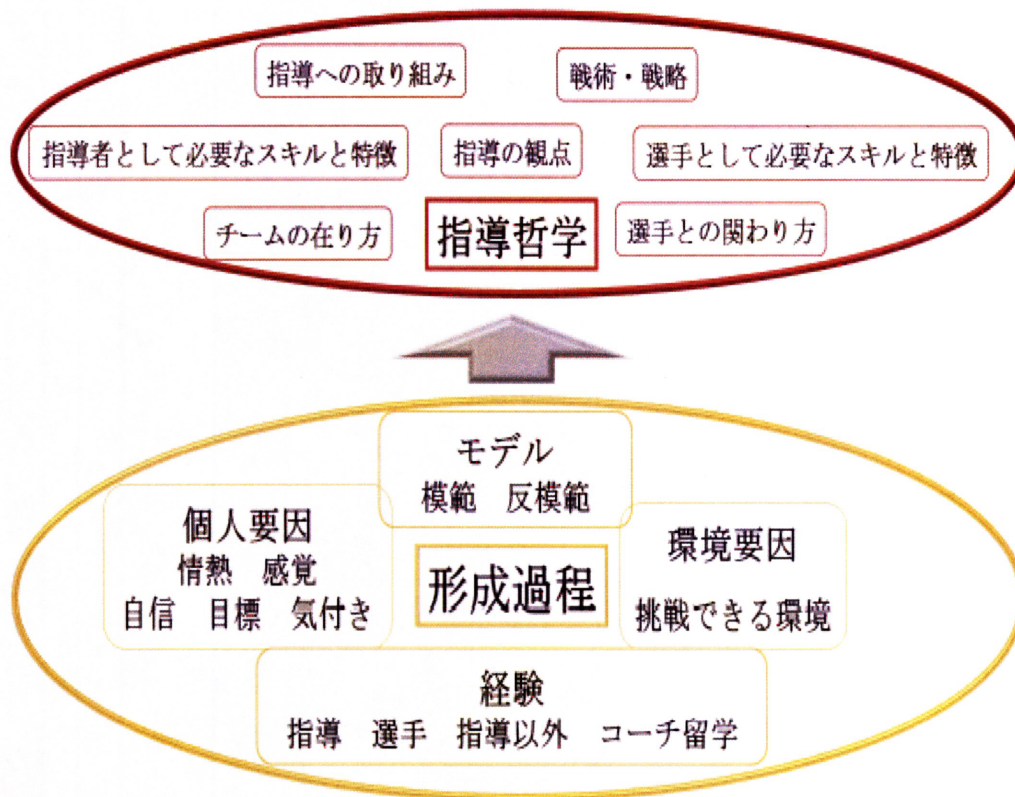 指導への取り組み
戦術・戦略
指導者として必要なスキルと特徴
指導の観点
選手として必要なスキルと特徴
チームの在り方
指導哲学
選手との関わり方
モデル
模範 反模範
個人要因
情熱 感覚
自信 目標 気付き
形成過程
環境要因
挑戦できる環境
経験
指導 選手 指導以外 コーチ留学